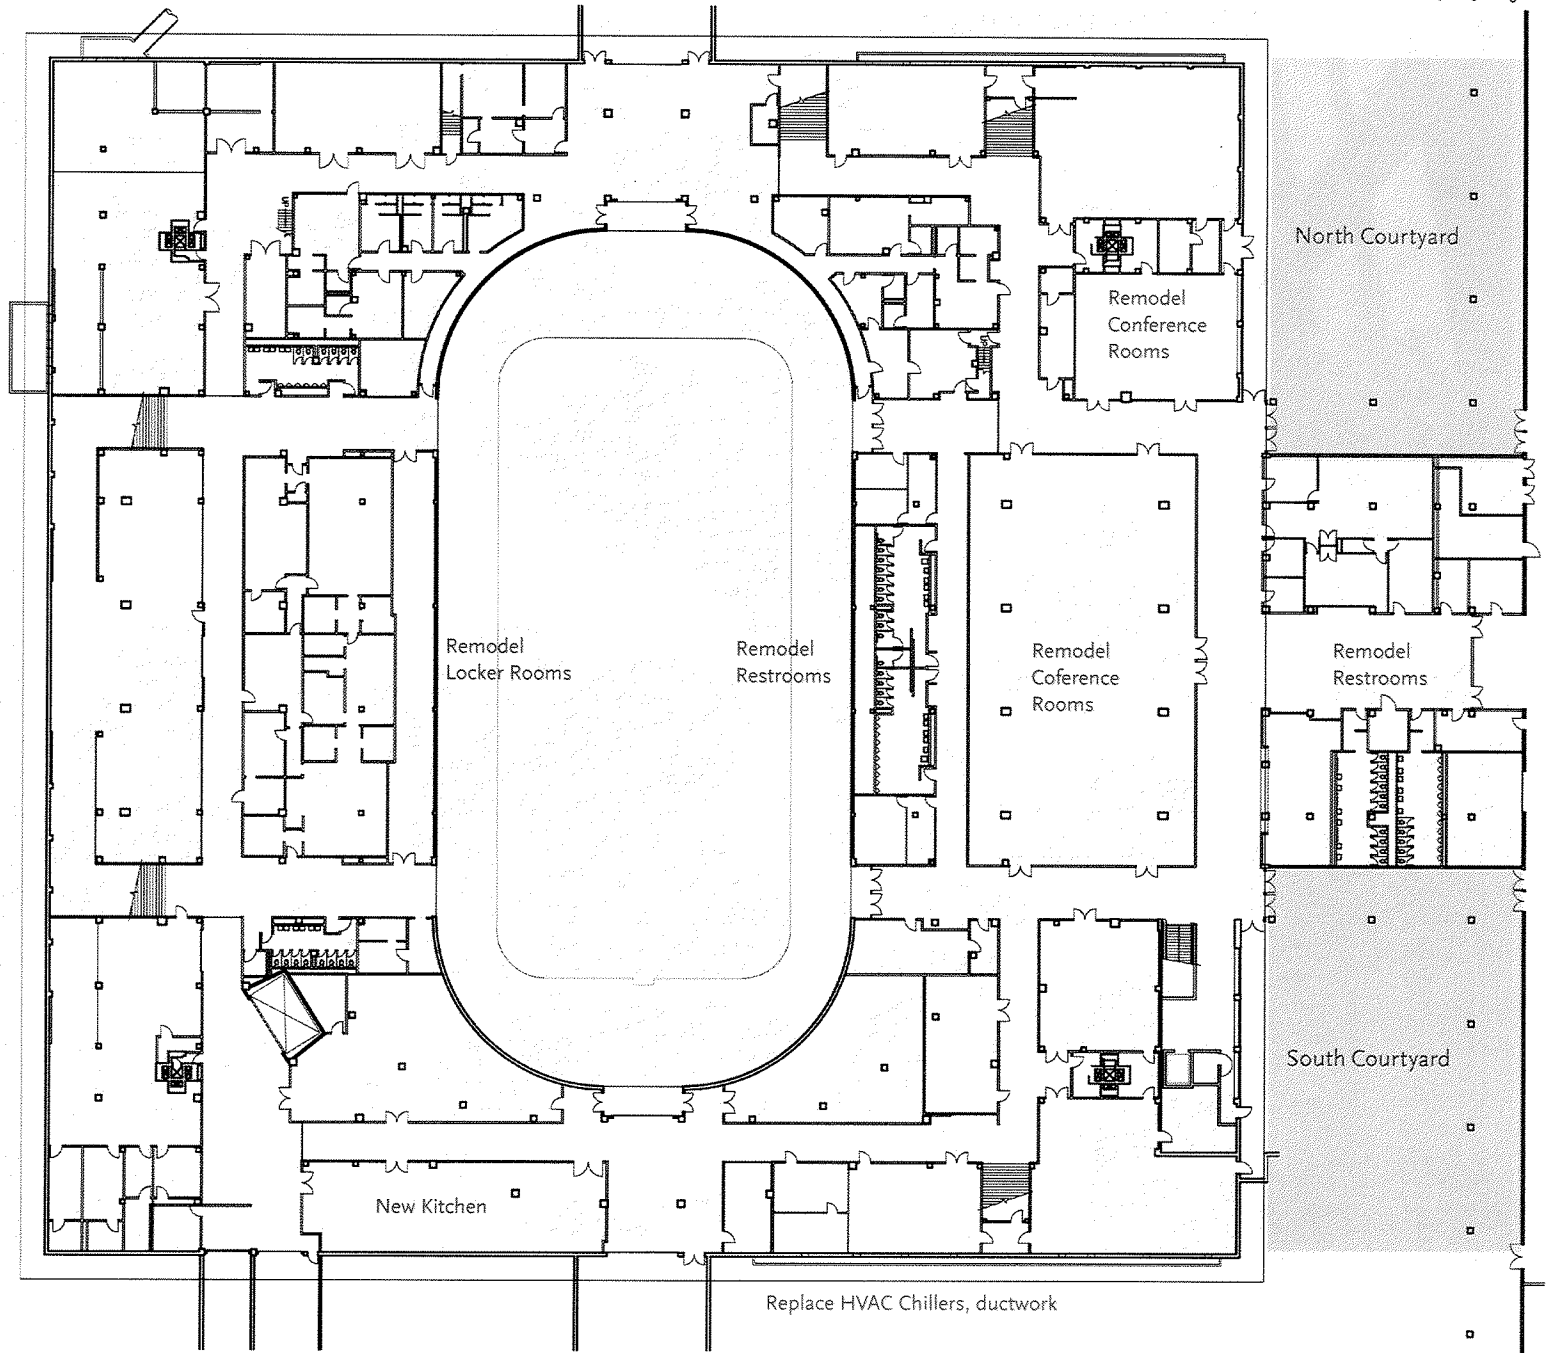 North Courtyard
Remodel
Conference
Rooms
Remodel
Locker Rooms
Remodel
Restrooms
Remodel
Coference
Rooms
Remodel
Restrooms
South Courtyard
New Kitchen
Replace HVAC Chillers, ductwork